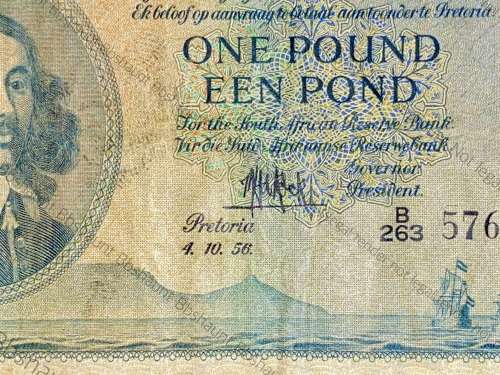 Ek beloof op aanvraag te betaal aan toonder te Pretoria
ONE POUND
EEN POND
For the South African Reserve Bank
Vir die Suid-Afrikaanse Reserwebank
Governor
President.
Pretoria
4. 10. 56.
B
263 576